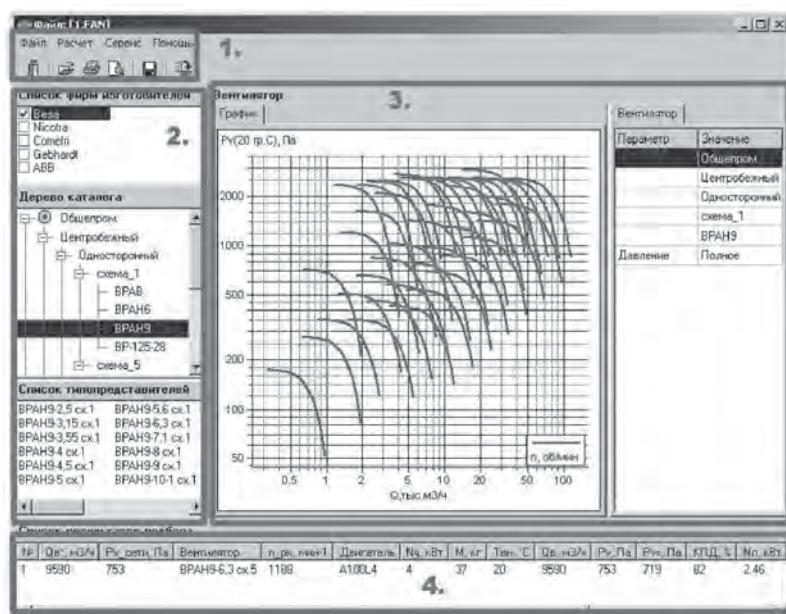 Файл: [1.FAN]
Файл Расчет Сервис Помощь
1.
Список фирм изготовителей
Веза
Nicotra
Comefri
Gebhardt
ABB
2.
Дерево каталога
Общепром
Центробежный
Односторонний
схема_1
ВРАВ
ВРАН6
ВРАН9
ВР-125-28
схема_5
Список типопредставителей
ВРАН9-2,5 сх.1 ВРАН9-5,6 сх.1
ВРАН9-3,15 сх.1 ВРАН9-6,3 сх.1
ВРАН9-3,55 сх.1 ВРАН9-7,1 сх.1
ВРАН9-4 сх.1 ВРАН9-8 сх.1
ВРАН9-4,5 сх.1 ВРАН9-9 сх.1
ВРАН9-5 сх.1 ВРАН9-10-1 сх.1
Вентилятор
3.
График
Pv(20 гр.С), Па
2000
1000
500
200
100
50
0,5 1 2 5 10 20 50 100
Q,тыс.м3/ч
n, об/мин
Вентилятор
Параметр Значение
Общепром
Центробежный
Односторонний
схема_1
ВРАН9
Давление Полное
№ Qв*, м3/ч Pv_сети, Па Вентилятор n_рк, мин-1 Двигатель Nу, кВт М, кг Твн, °С Qв, м3/ч Pv, Па Pvs, Па КПД, % Nп, кВт
1 9590 753 ВРАН9-6,3 сх.5 1188 А100L4 4 37 20 9590 753 719 82 2.46
4.